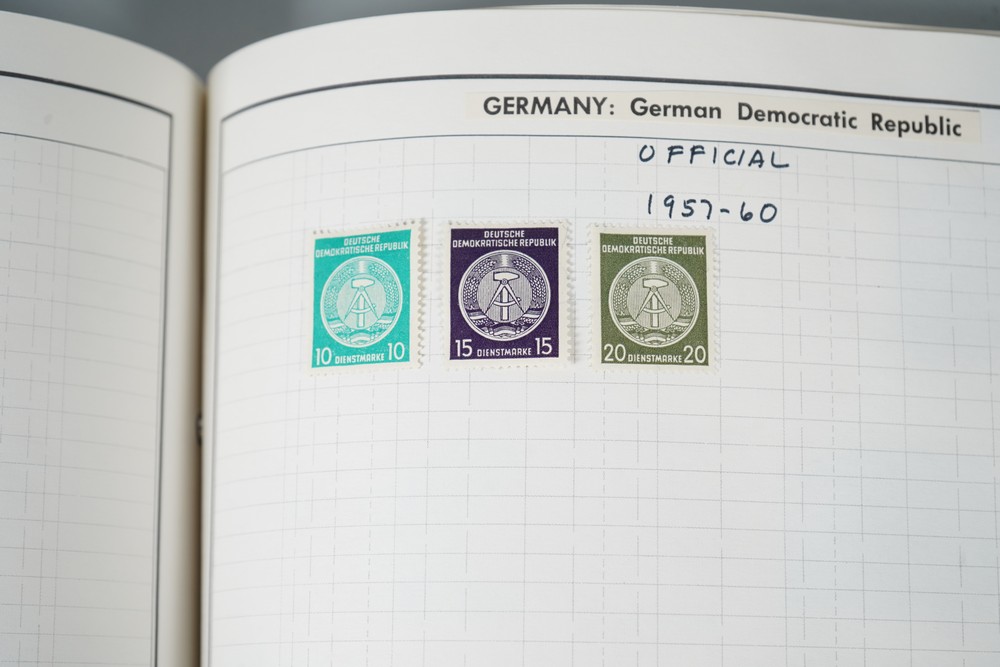 GERMANY: German Democratic Republic
OFFICIAL
1957-60
DEUTSCHE
DEMOKRATISCHE REPUBLIK
10 DIENSTMARKE 10
DEUTSCHE
DEMOKRATISCHE REPUBLIK
15 DIENSTMARKE 15
DEUTSCHE
DEMOKRATISCHE REPUBLIK
20 DIENSTMARKE 20